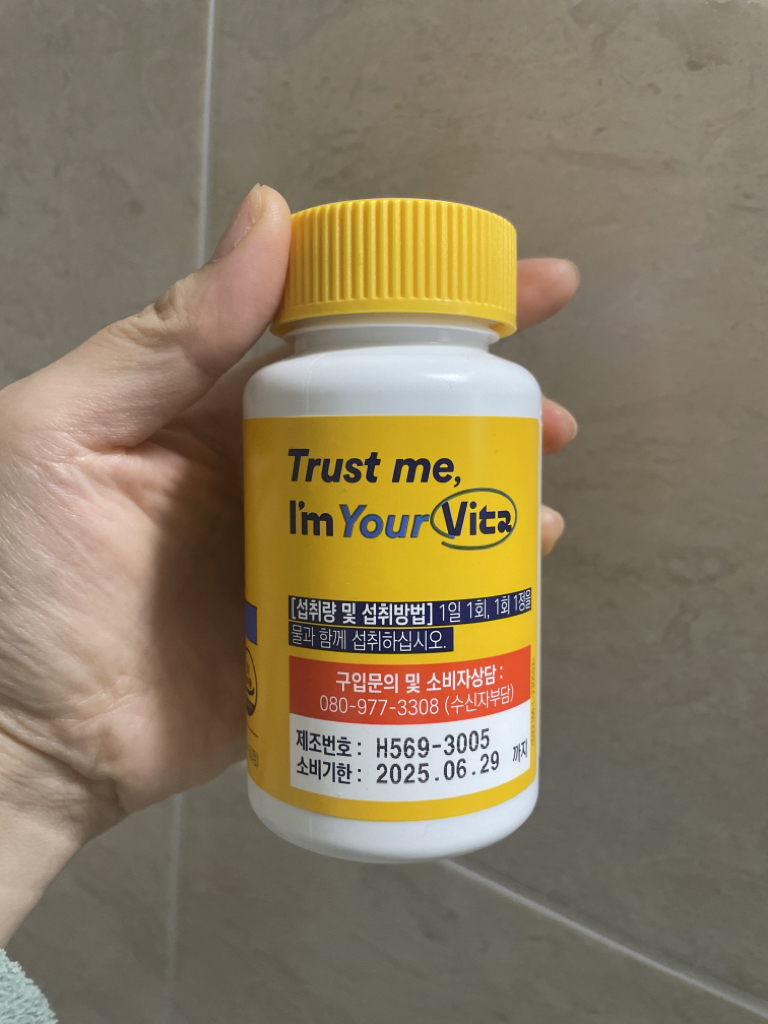 Trust me,
I'm Your Vita
[섭취량 및 섭취방법] 1일 1회, 1회 1정을
물과 함께 섭취하십시오.
구입문의 및 소비자상담 :
080-977-3308 (수신자부담)
제조번호 : H569-3005
소비기한 : 2025.06.29 까지